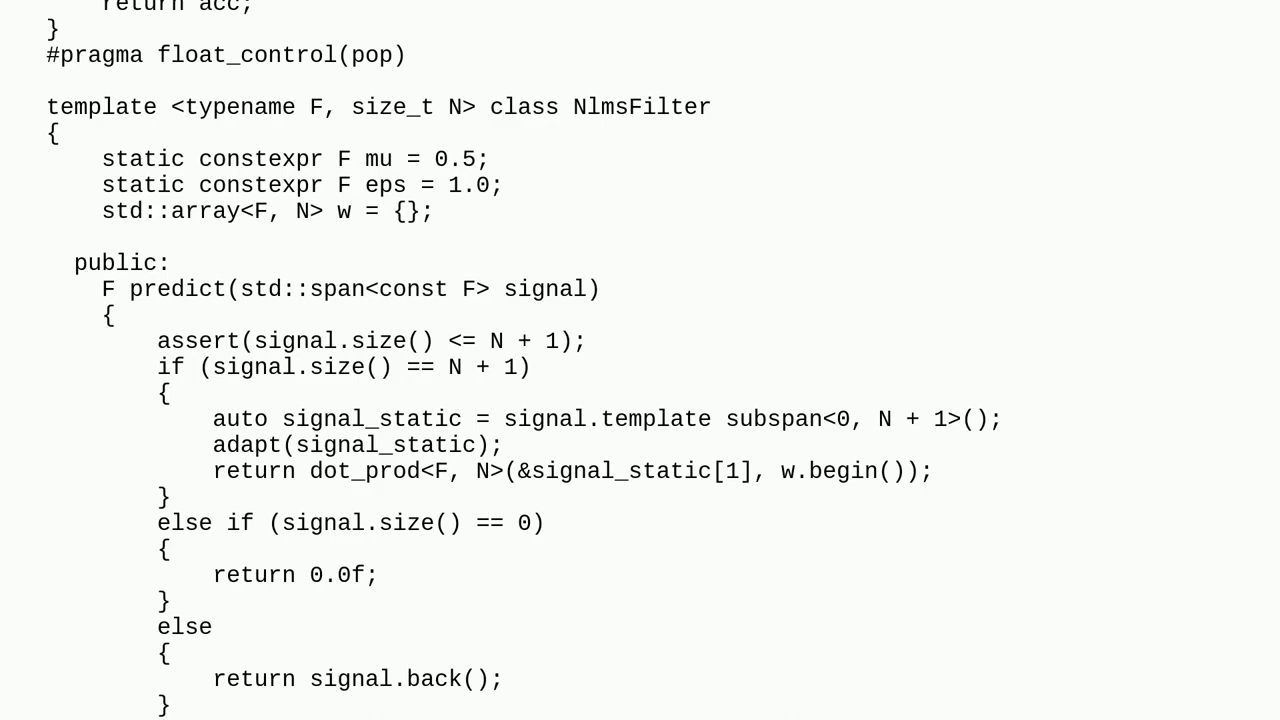 return acc;
}
#pragma float_control(pop)
template <typename F, size_t N> class NlmsFilter
{
static constexpr F mu = 0.5;
static constexpr F eps = 1.0;
std::array<F, N> w = {};
public:
F predict(std::span<const F> signal)
{
assert(signal.size() <= N + 1);
if (signal.size() == N + 1)
{
auto signal_static = signal.template subspan<0, N + 1>();
adapt(signal_static);
return dot_prod<F, N>(&signal_static[1], w.begin());
}
else if (signal.size() == 0)
{
return 0.0f;
}
else
{
return signal.back();
}